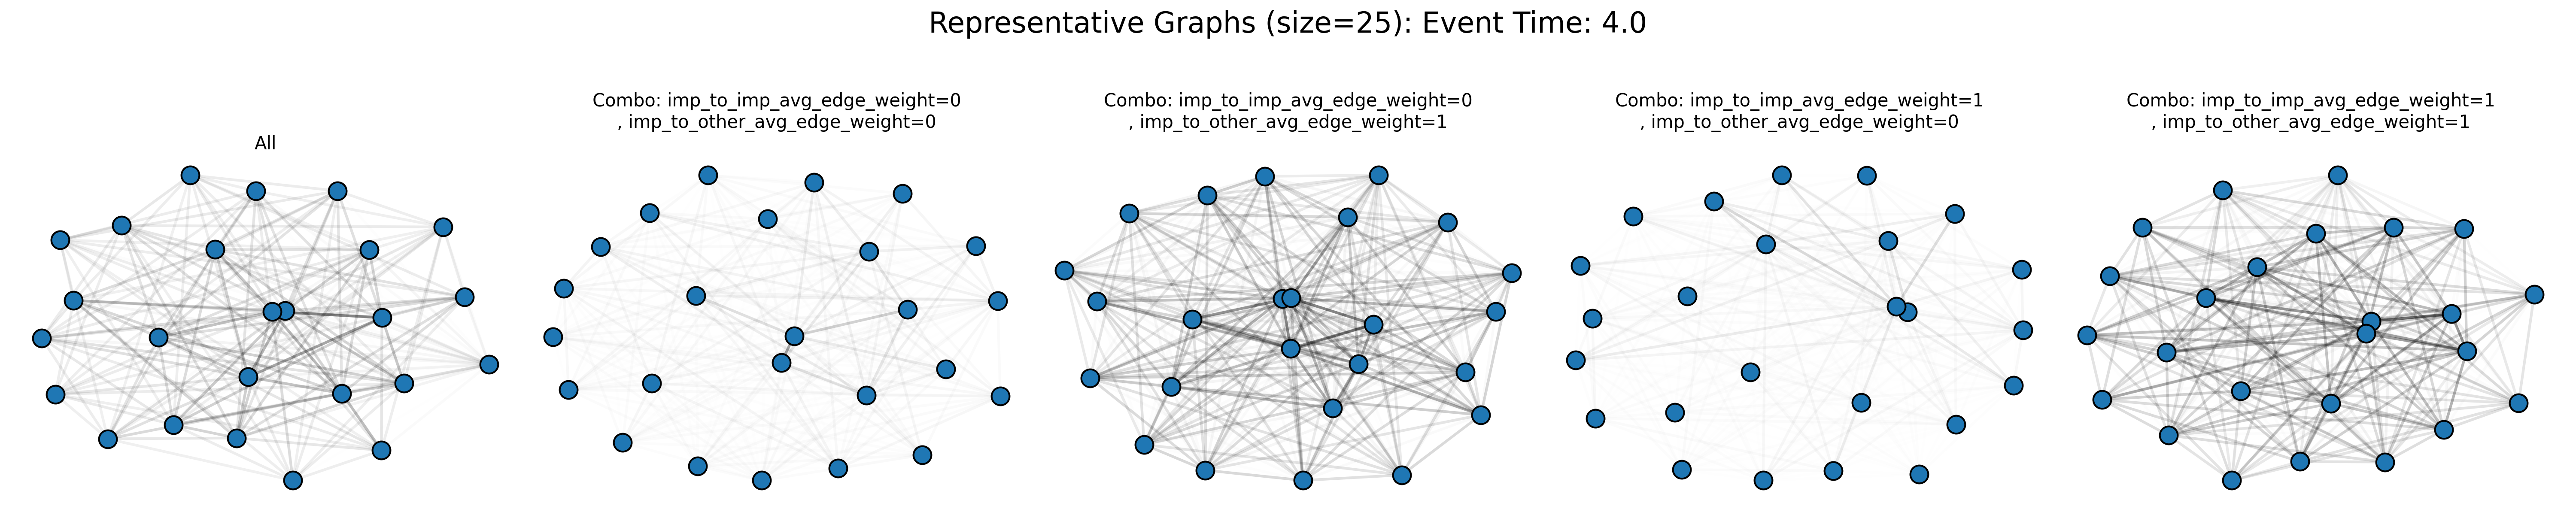 Representative Graphs (size=25): Event Time: 4.0
All
Combo: imp_to_imp_avg_edge_weight=0
, imp_to_other_avg_edge_weight=0
Combo: imp_to_imp_avg_edge_weight=0
, imp_to_other_avg_edge_weight=1
Combo: imp_to_imp_avg_edge_weight=1
, imp_to_other_avg_edge_weight=0
Combo: imp_to_imp_avg_edge_weight=1
, imp_to_other_avg_edge_weight=1